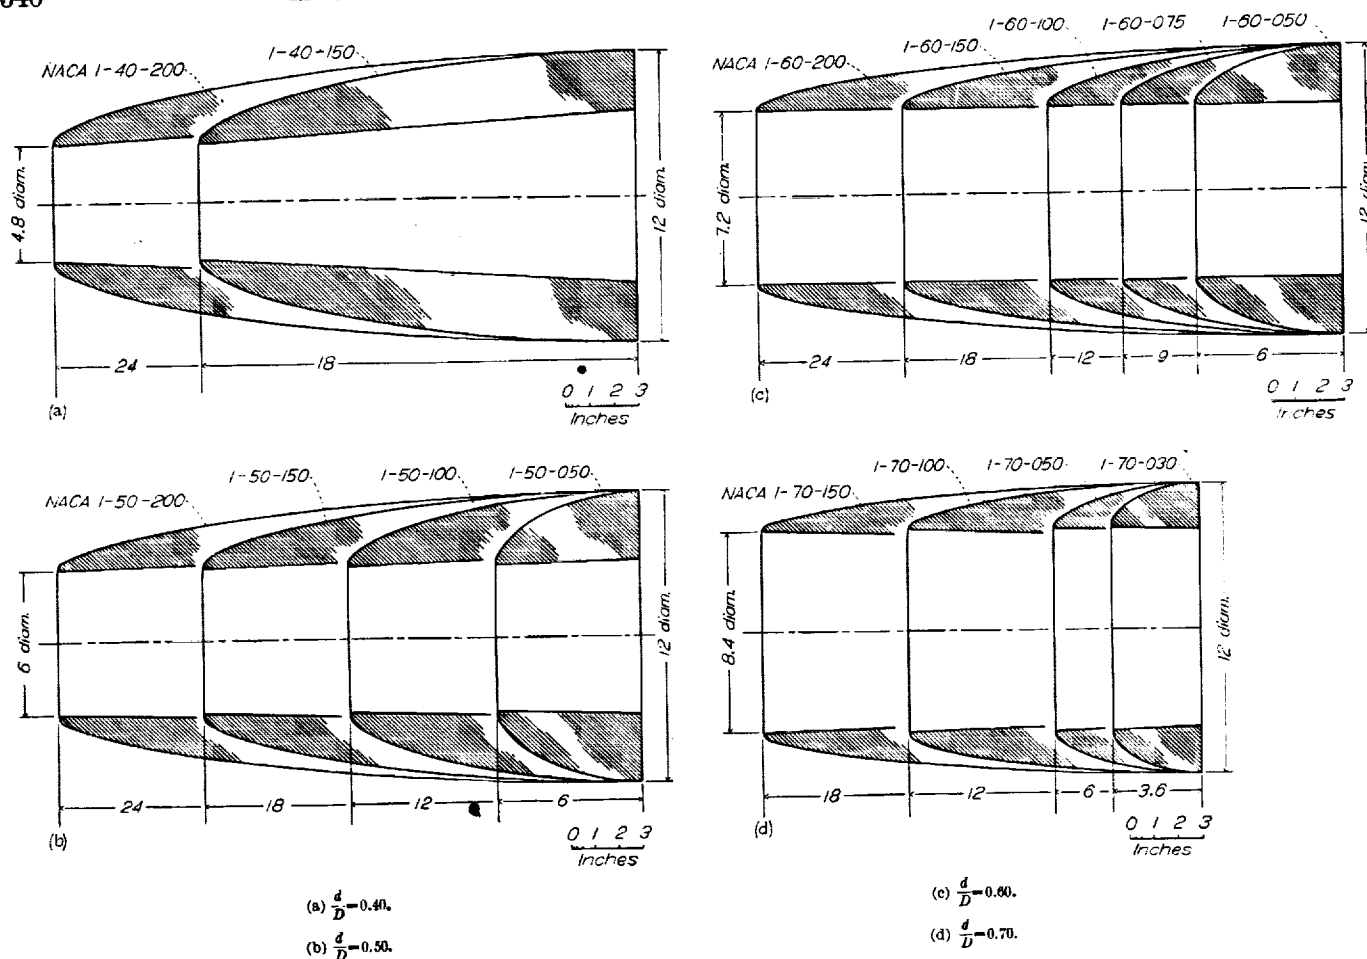 NACA 1-40-200
1-40-150
4.8 diam.
12 diam.
24
18
0 1 2 3
Inches
(a)
NACA 1-60-200
1-60-150
1-60-100
1-60-075
1-60-050
7.2 diam.
12 diam.
24
18
12
9
6
0 1 2 3
Inches
(c)
NACA 1-50-200
1-50-150
1-50-100
1-50-050
6 diam.
12 diam.
24
18
12
6
0 1 2 3
Inches
(b)
NACA 1-70-150
1-70-100
1-70-050
1-70-030
8.4 diam.
12 diam.
18
12
6
3.6
0 1 2 3
Inches
(d)
(a) d/D=0.40.
(b) d/D=0.50.
(c) d/D=0.60.
(d) d/D=0.70.